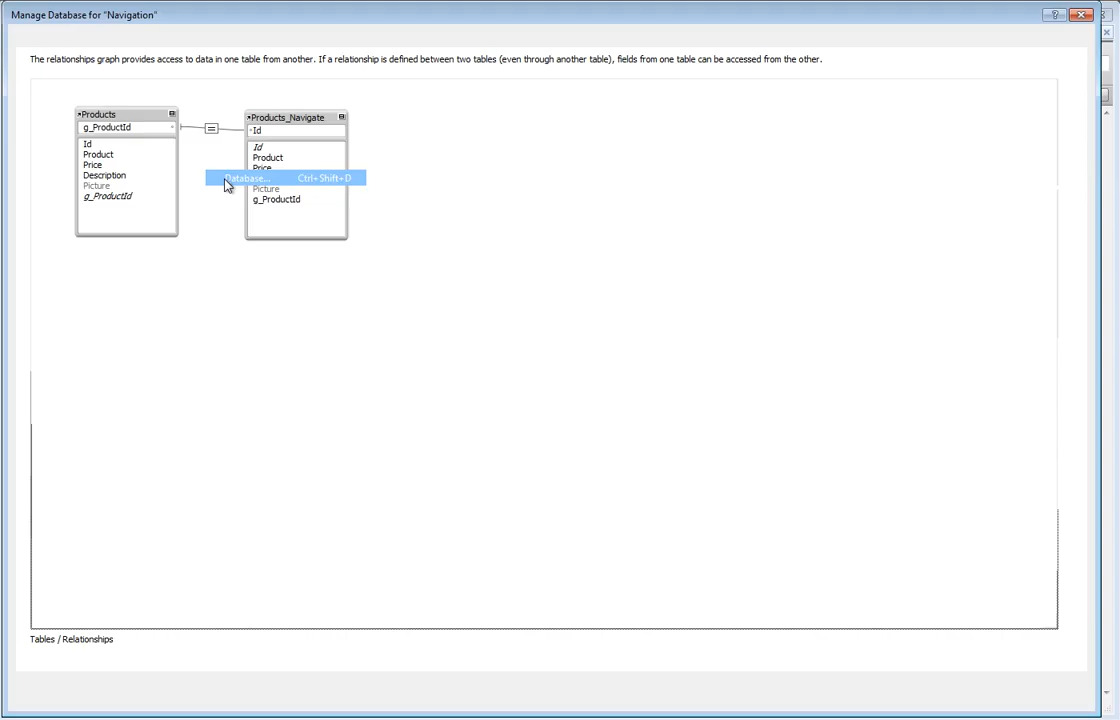 Manage Database for "Navigation"
The relationships graph provides access to data in one table from another. If a relationship is defined between two tables (even through another table), fields from one table can be accessed from the other.
Products
g_ProductId
Id
Product
Price
Description
Picture
g_ProductId
=
Products_Navigate
Id
Id
Product
Price
Database... Ctrl+Shift+D
Picture
g_ProductId
Tables / Relationships